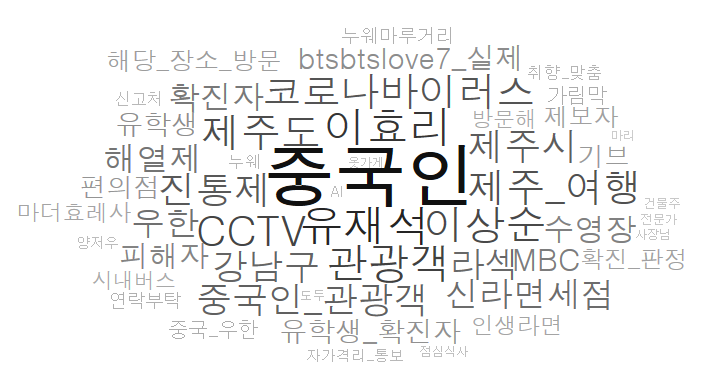 누웨마루거리
해당_장소_방문 btsbtslove7_실제
취향_맞춤
신고처 확진자 코로나바이러스 가림막
유학생 제주도 이효리 방문해 제보자
마리
해열제 누웨 중국인 못가게 제주시 기브
편의점 진통제 AI 제주_여행
건물주
마더효레사 우한 CCTV 유재석 이상순 수영장 전문가
사장님
양저우 피해자 강남구 관광객 라섹 MBC 확진_판정
시내버스
연락부탁 중국인_관광객 도두 신라면세점
중국_우한 유학생_확진자 인생라면
자가격리_통보 점심식사